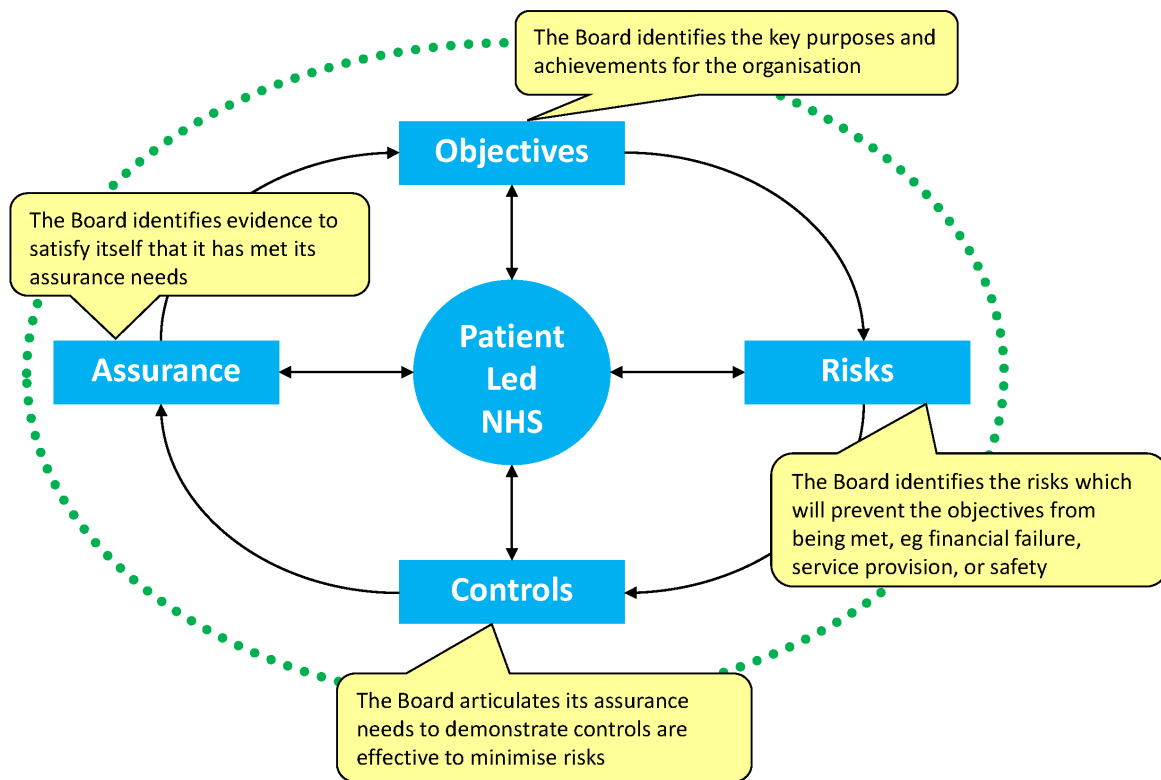 The Board identifies the key purposes and
achievements for the organisation
Objectives
The Board identifies evidence to
satisfy itself that it has met its
assurance needs
Patient
Led
NHS
Assurance
Risks
The Board identifies the risks which
will prevent the objectives from
being met, eg financial failure,
service provision, or safety
Controls
The Board articulates its assurance
needs to demonstrate controls are
effective to minimise risks